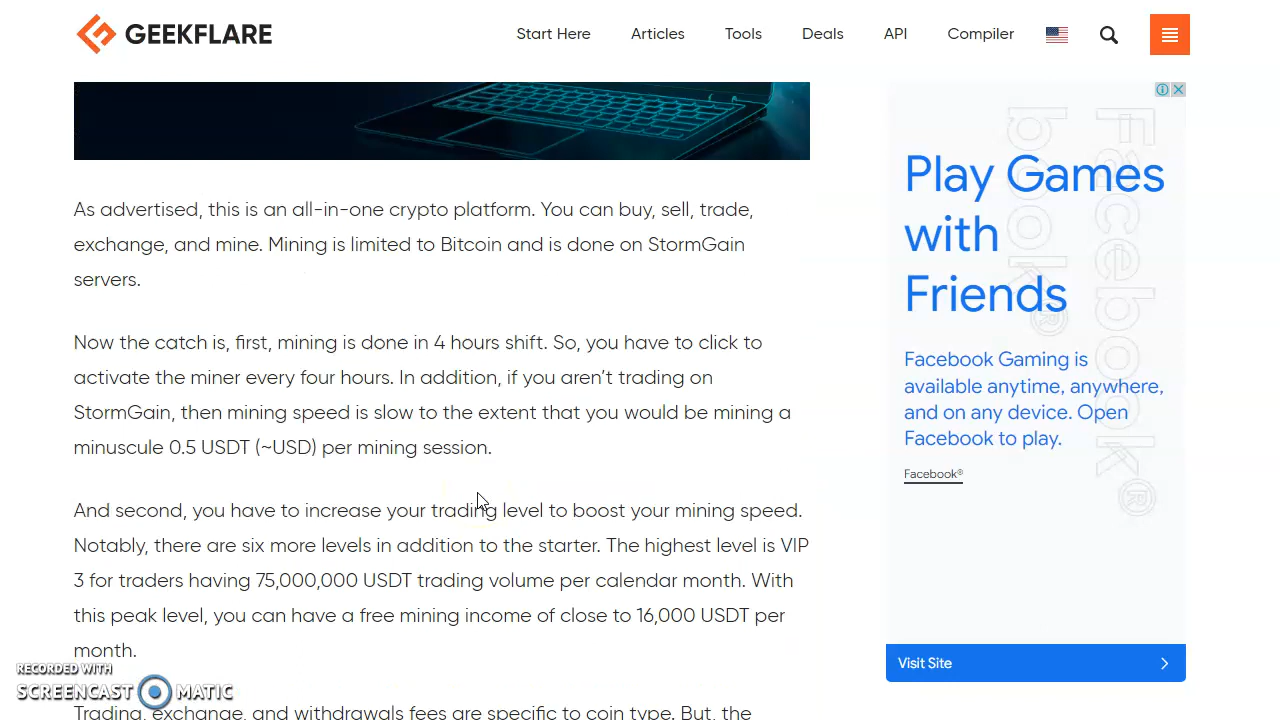 GEEKFLARE
Start Here Articles Tools Deals API Compiler
As advertised, this is an all-in-one crypto platform. You can buy, sell, trade,
exchange, and mine. Mining is limited to Bitcoin and is done on StormGain
servers.
Now the catch is, first, mining is done in 4 hours shift. So, you have to click to
activate the miner every four hours. In addition, if you aren't trading on
StormGain, then mining speed is slow to the extent that you would be mining a
minuscule 0.5 USDT (~USD) per mining session.
And second, you have to increase your trading level to boost your mining speed.
Notably, there are six more levels in addition to the starter. The highest level is VIP
3 for traders having 75,000,000 USDT trading volume per calendar month. With
this peak level, you can have a free mining income of close to 16,000 USDT per
month.
Trading, exchange, and withdrawals fees are specific to coin type. But, the
Facebook®
Play Games
with
Friends
Facebook Gaming is
available anytime, anywhere,
and on any device. Open
Facebook to play.
Facebook®
Visit Site
RECORDED WITH
SCREENCAST MATIC